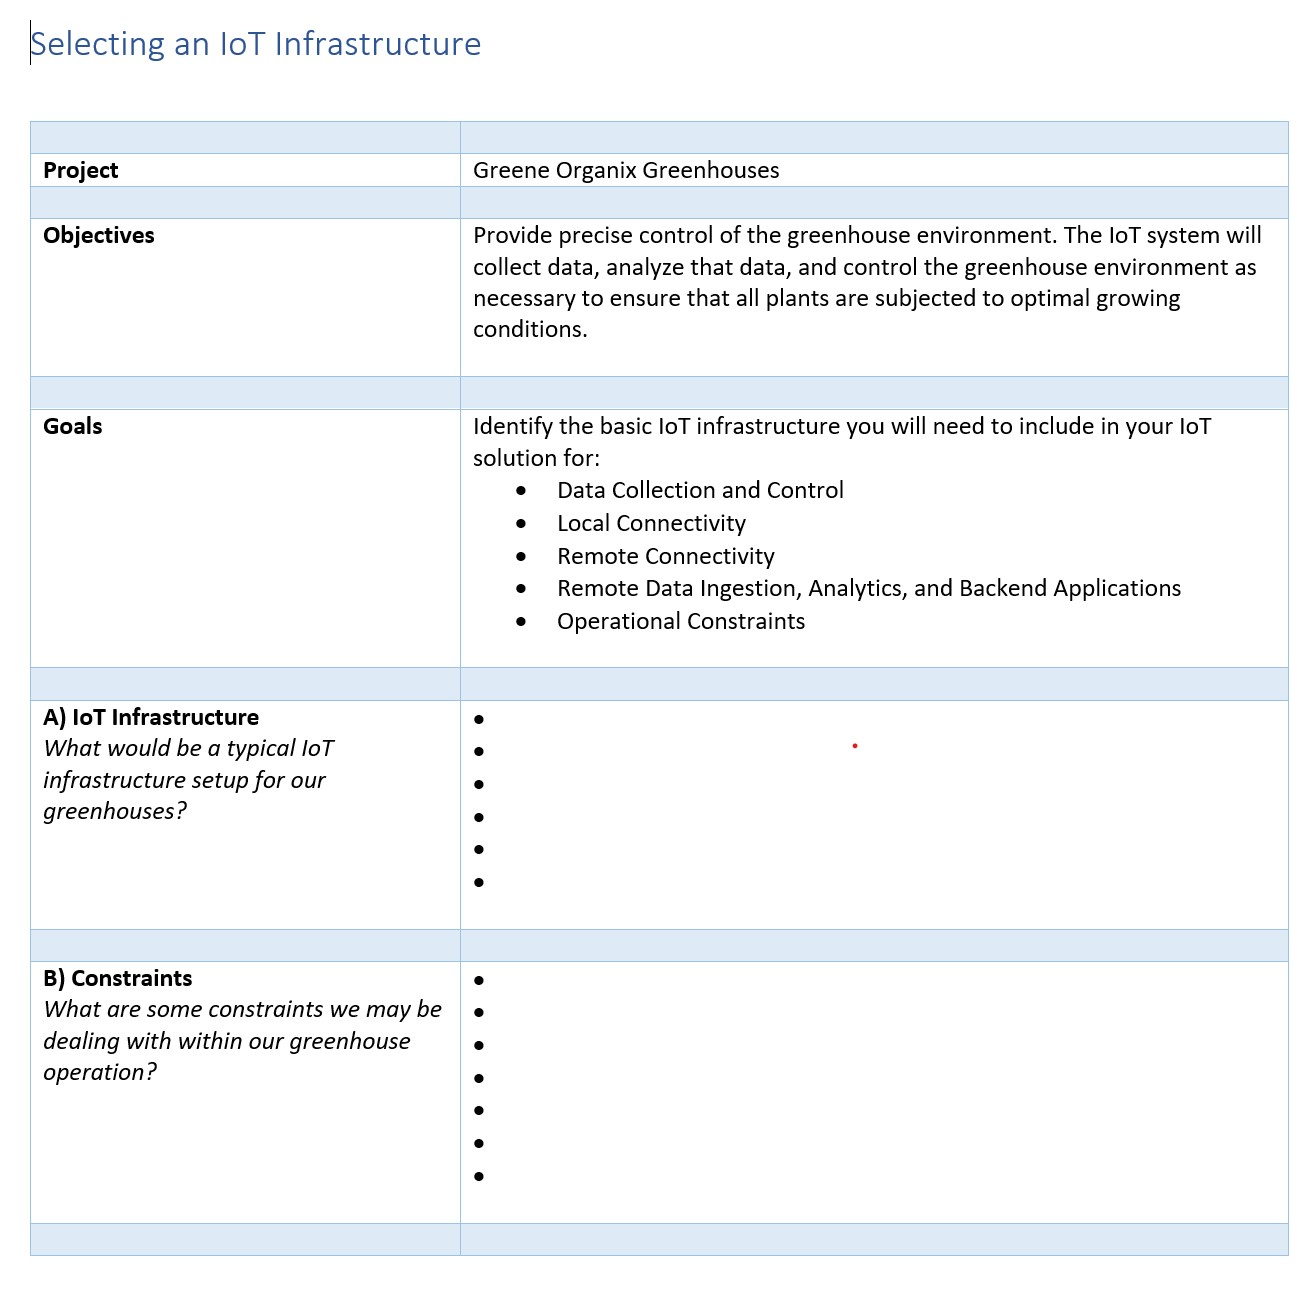 Selecting an IoT Infrastructure
Project
Greene Organix Greenhouses
Objectives
Provide precise control of the greenhouse environment. The IoT system will
collect data, analyze that data, and control the greenhouse environment as
necessary to ensure that all plants are subjected to optimal growing
conditions.
Goals
Identify the basic IoT infrastructure you will need to include in your IoT
solution for:
• Data Collection and Control
• Local Connectivity
• Remote Connectivity
• Remote Data Ingestion, Analytics, and Backend Applications
• Operational Constraints
A) IoT Infrastructure
What would be a typical IoT
infrastructure setup for our
greenhouses?
B) Constraints
What are some constraints we may be
dealing with within our greenhouse
operation?